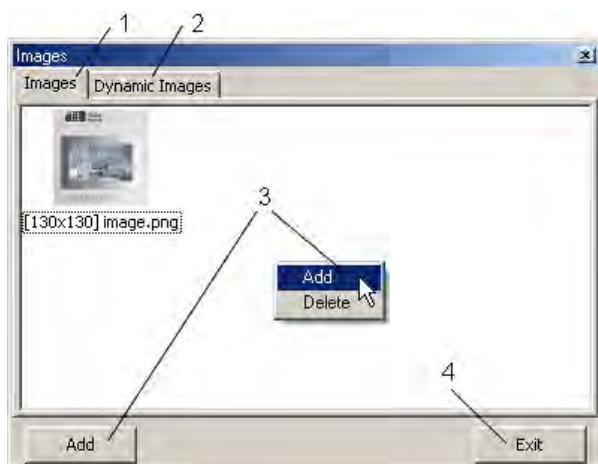 1 2
Images
Images Dynamic Images
[130x130] image.png
3
Add
Delete
4
Add Exit